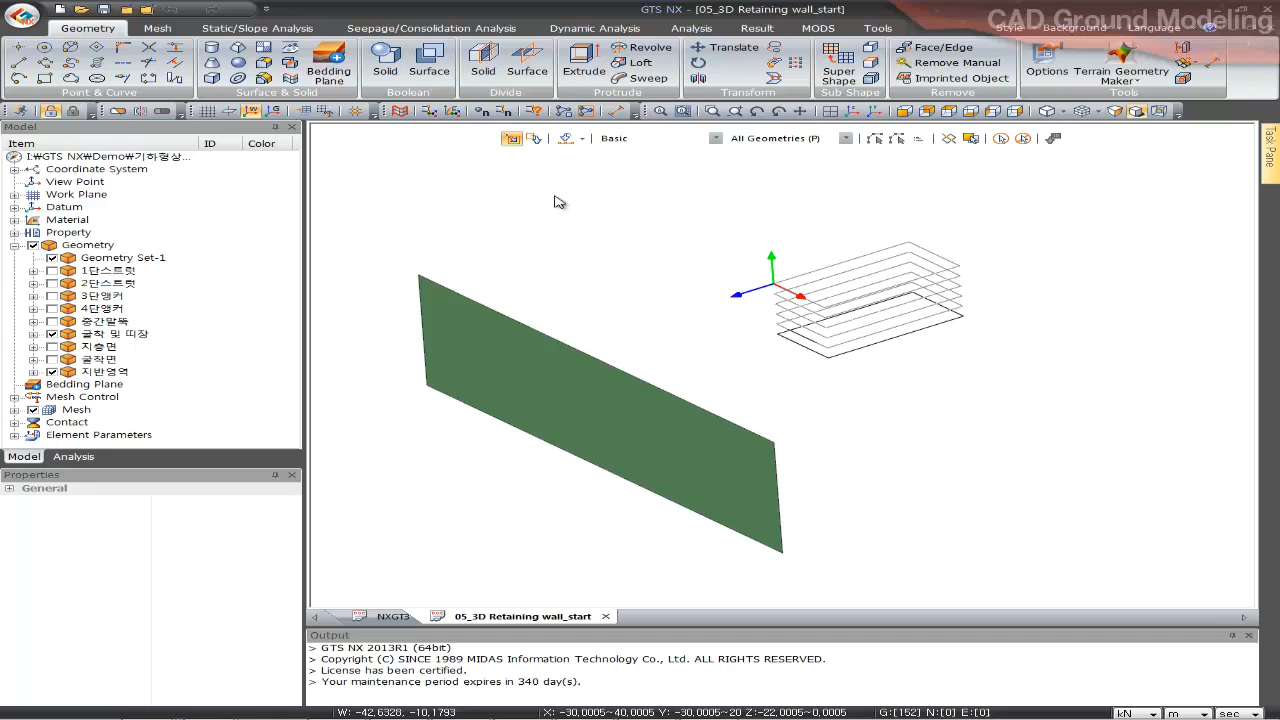 GTS NX - [05_3D Retaining wall_start]
CAD Ground Modeling
Geometry Mesh Static/Slope Analysis Seepage/Consolidation Analysis Dynamic Analysis Analysis Result MODS Tools Style Background Language
Revolve Translate Face/Edge
Loft Remove Manual
Bedding Plane Solid Surface Solid Surface Extrude Sweep Super Shape Imprinted Object Options Terrain Geometry Maker
Point & Curve Surface & Solid Boolean Divide Protrude Transform Sub Shape Remove Tools
Model
Item ID Color
I:\GTS NX\Demo\기하형상...
Coordinate System
View Point
Work Plane
Datum
Material
Property
Geometry
Geometry Set-1
1단스트럿
2단스트럿
3단앵커
4단앵커
중간말뚝
굴착 및 띠장
지층면
굴착면
지반영역
Bedding Plane
Mesh Control
Mesh
Contact
Element Parameters
Model Analysis
Properties
General
Basic All Geometries (P)
Task Pane
NXGT3 05_3D Retaining wall_start
Output
> GTS NX 2013R1 (64bit)
> Copyright (C) SINCE 1989 MIDAS Information Technology Co., Ltd. ALL RIGHTS RESERVED.
> License has been certified.
> Your maintenance period expires in 340 day(s).
W: -42,6328, -10,1793 X: -30,0005~40,0005 Y: -30,0005~20 Z:-22,0005~0,0005 G:[152] N:[0] E:[0] kN m sec